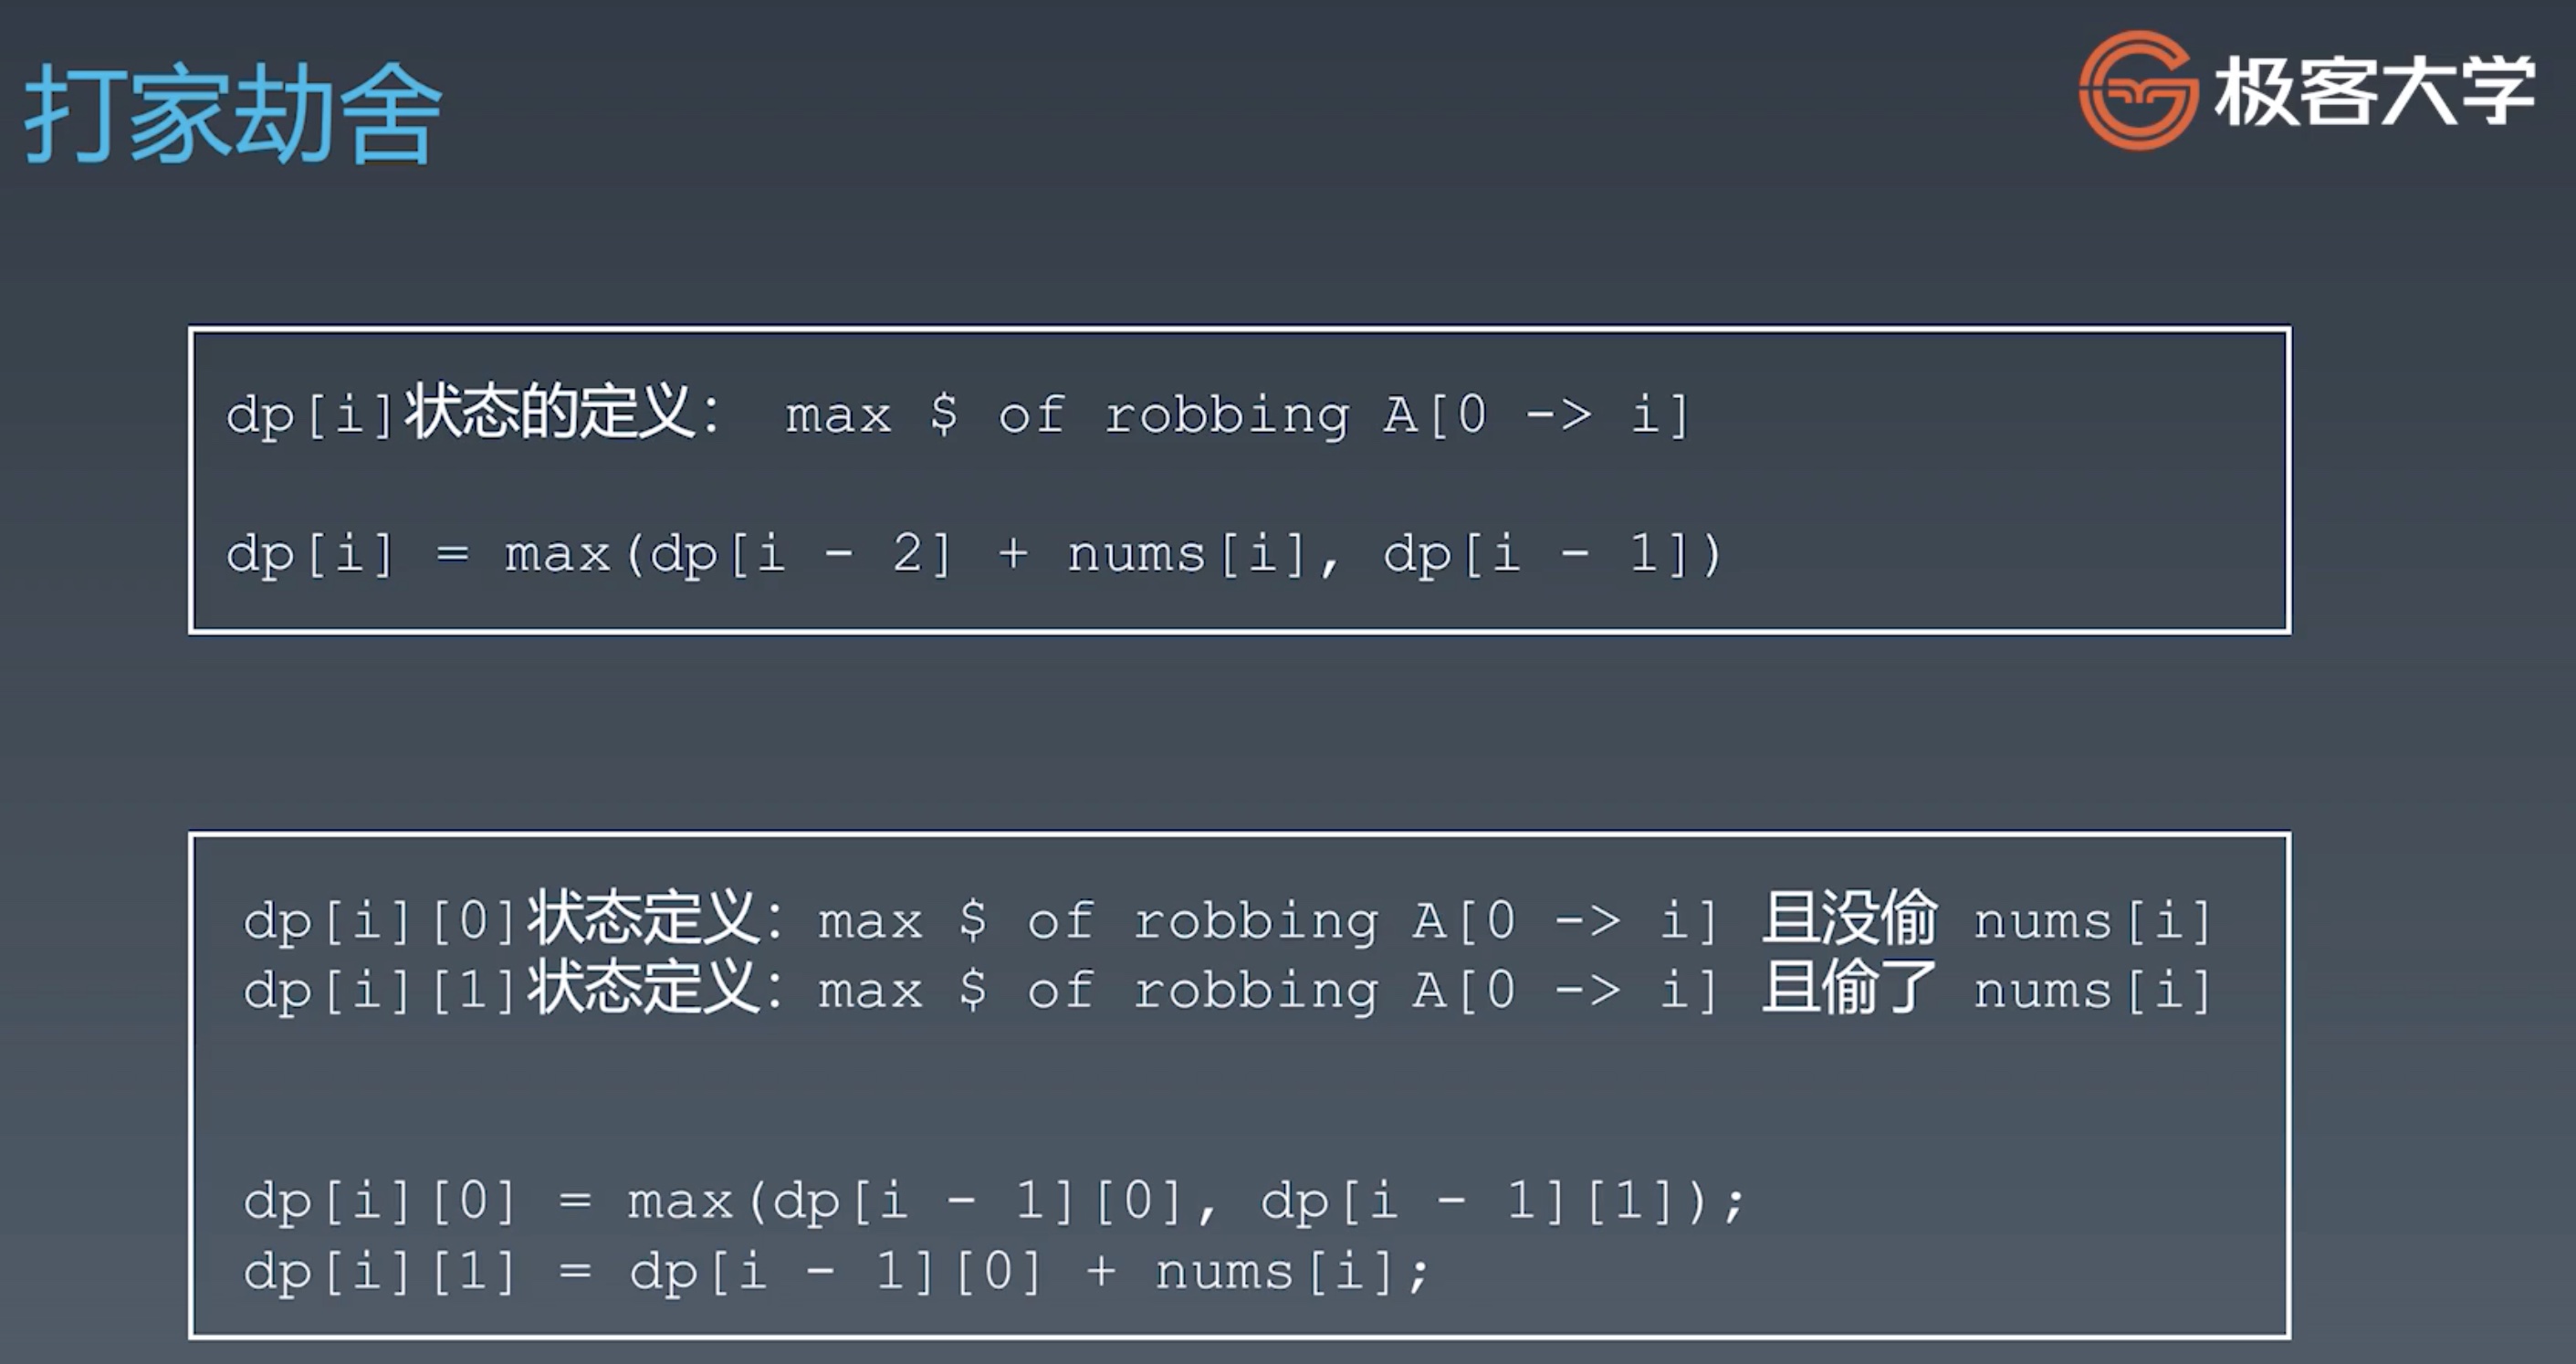 打家劫舍
极客大学
dp[i]状态的定义： max $ of robbing A[0 -> i]
dp[i] = max(dp[i - 2] + nums[i], dp[i - 1])
dp[i][0]状态定义：max $ of robbing A[0 -> i] 且没偷 nums[i]
dp[i][1]状态定义：max $ of robbing A[0 -> i] 且偷了 nums[i]
dp[i][0] = max(dp[i - 1][0], dp[i - 1][1]);
dp[i][1] = dp[i - 1][0] + nums[i];